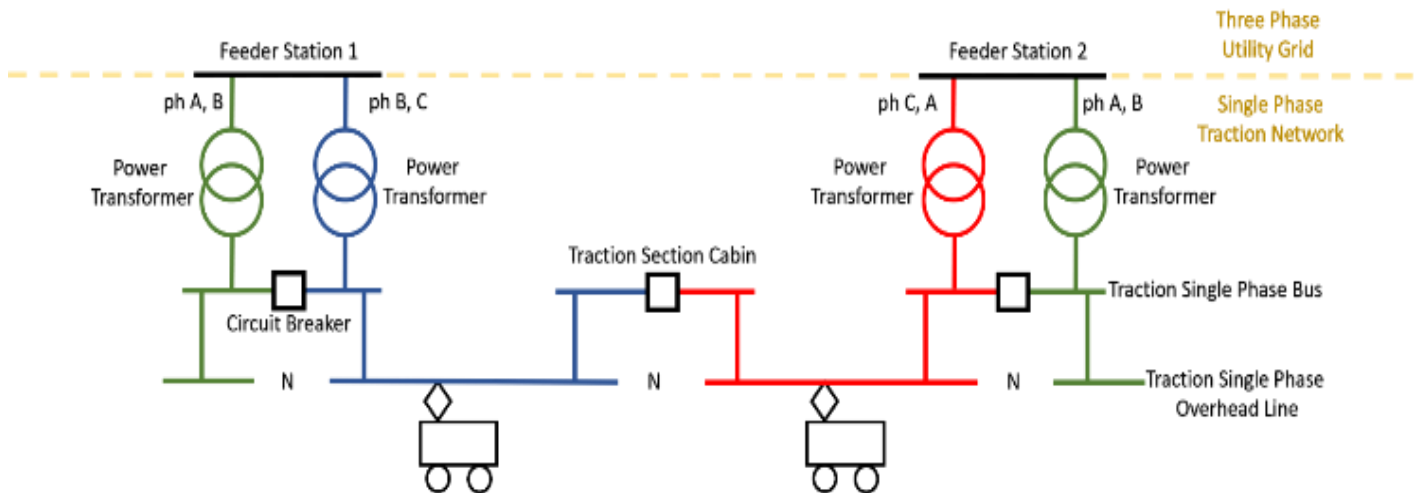 Three Phase
Utility Grid
Feeder Station 1
Feeder Station 2
ph A, B
ph B, C
ph C, A
ph A, B
Single Phase
Traction Network
Power
Transformer
Power
Transformer
Power
Transformer
Power
Transformer
Traction Section Cabin
Traction Single Phase Bus
Circuit Breaker
N
N
N
Traction Single Phase
Overhead Line